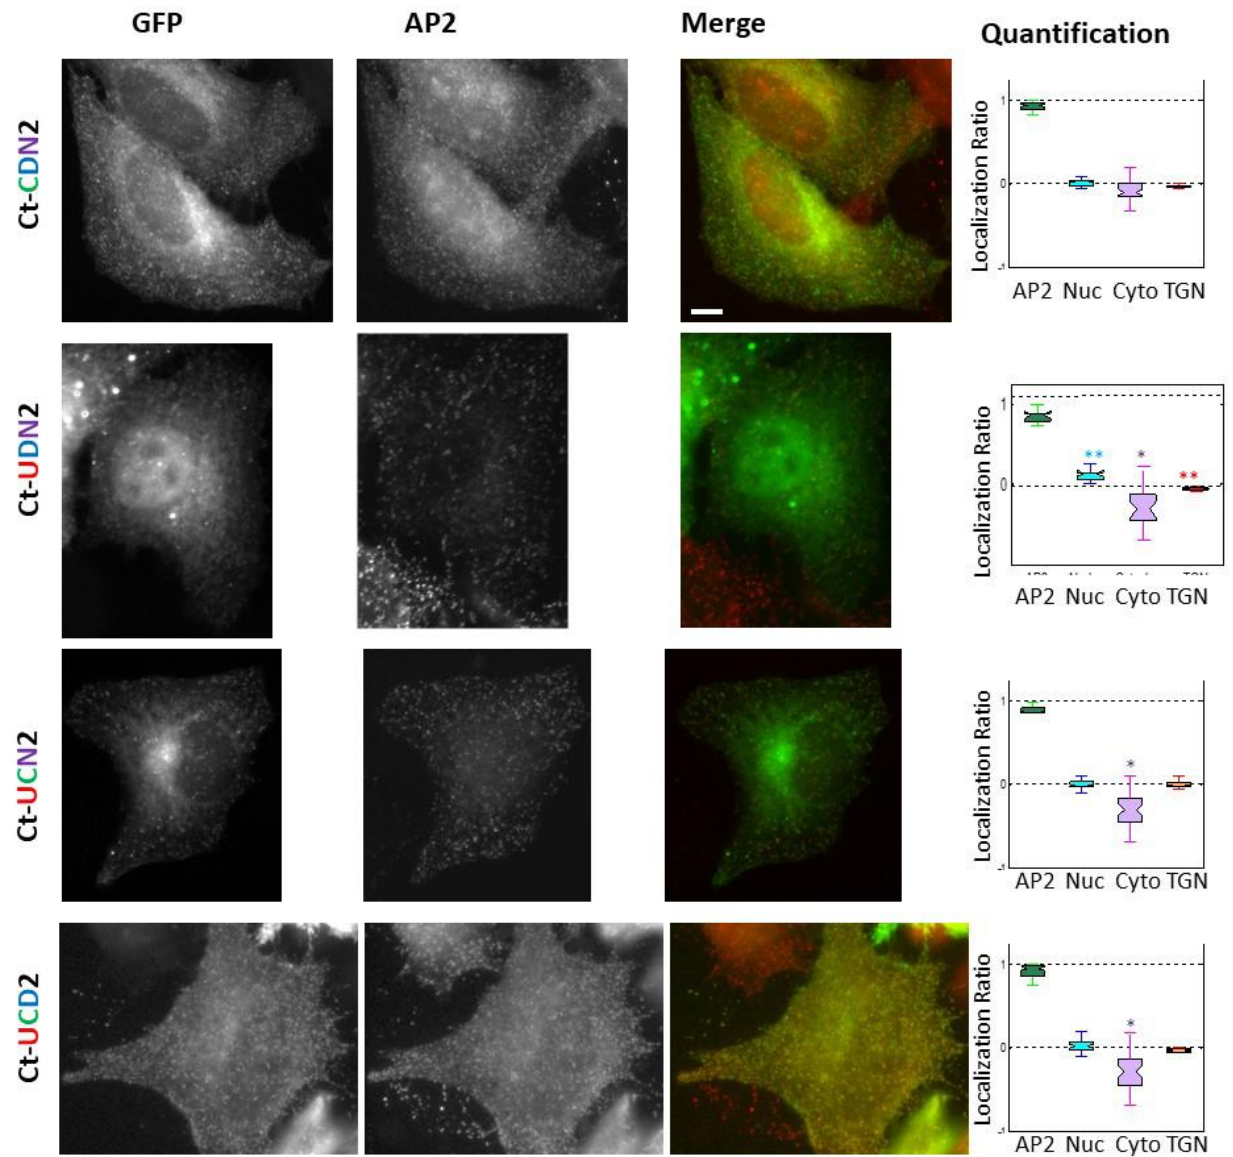 GFP AP2 Merge Quantification
Ct-CDN2
Localization Ratio
1
0
-1
AP2 Nuc Cyto TGN
Ct-UDN2
Localization Ratio
1
0
** * **
AP2 Nuc Cyto TGN
Ct-UCN2
Localization Ratio
1
0
-1
*
AP2 Nuc Cyto TGN
Ct-UCD2
Localization Ratio
1
0
-1
*
AP2 Nuc Cyto TGN